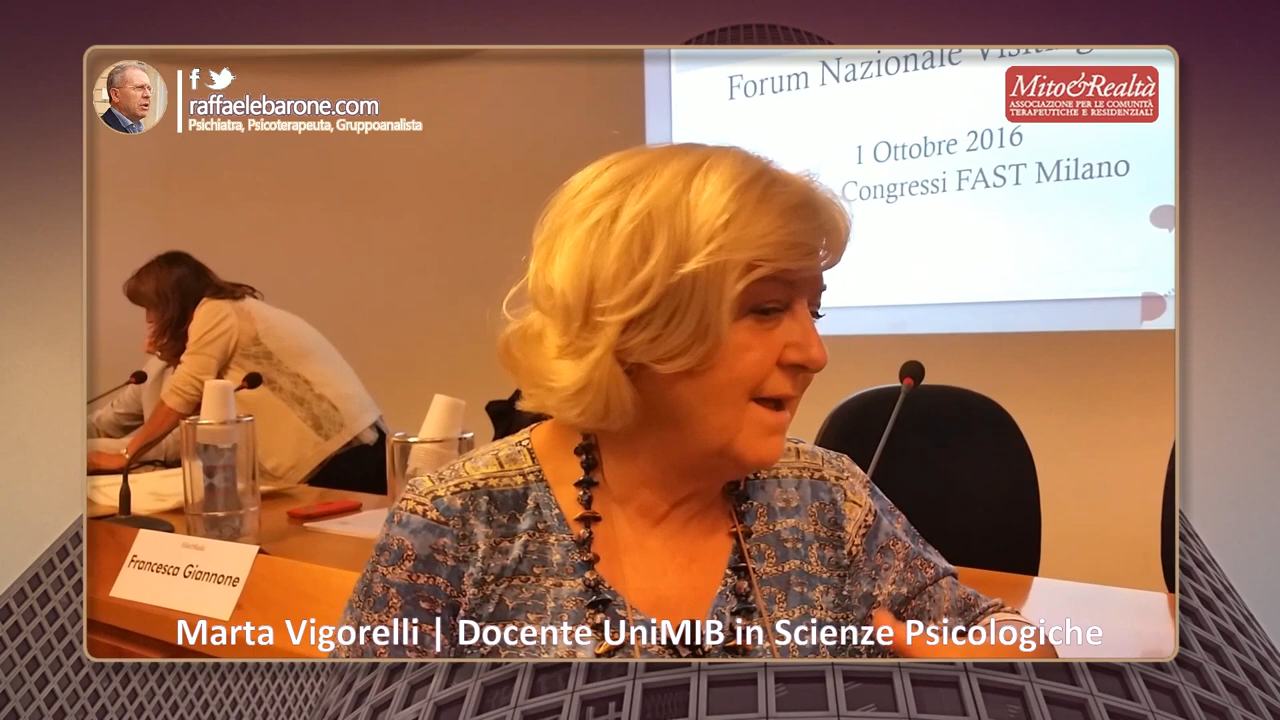 f
raffaelebarone.com
Psichiatra, Psicoterapeuta, Gruppoanalista
Forum Nazionale
Mito&Realtà
ASSOCIAZIONE PER LE COMUNITÀ
TERAPEUTICHE E RESIDENZIALI
1 Ottobre 2016
Congressi FAST Milano
Francesca Giannone
Marta Vigorelli | Docente UniMIB in Scienze Psicologiche